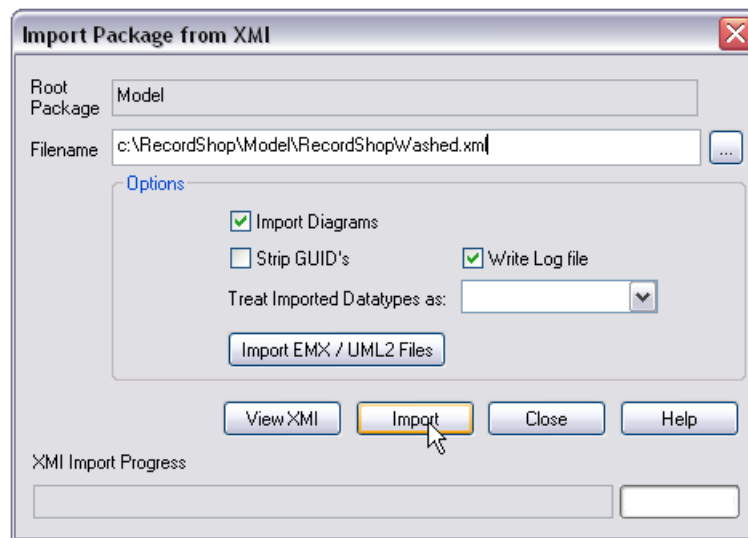 Import Package from XMI
Root Package
Model
Filename
c:\RecordShop\Model\RecordShopWashed.xml
...
Options
Import Diagrams
Strip GUID's
Write Log file
Treat Imported Datatypes as:
Import EMX / UML2 Files
View XMI
Import
Close
Help
XMI Import Progress